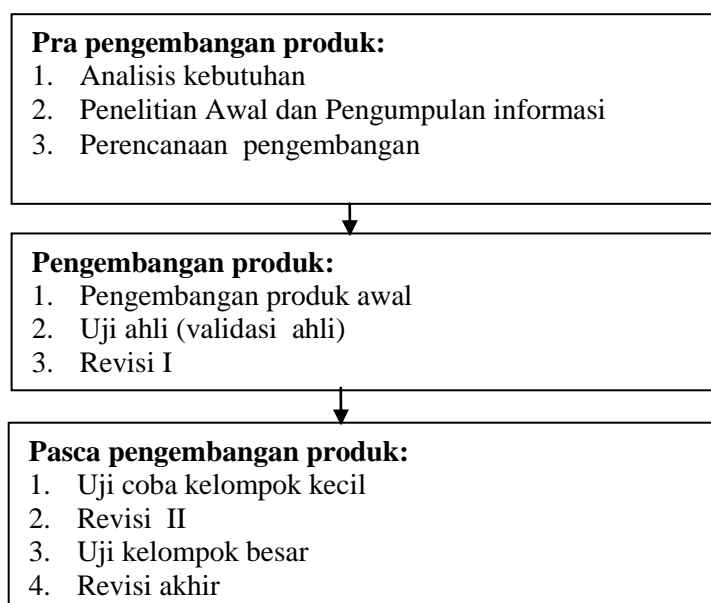 Pra pengembangan produk:
1. Analisis kebutuhan
2. Penelitian Awal dan Pengumpulan informasi
3. Perencanaan pengembangan
Pengembangan produk:
1. Pengembangan produk awal
2. Uji ahli (validasi ahli)
3. Revisi I
Pasca pengembangan produk:
1. Uji coba kelompok kecil
2. Revisi II
3. Uji kelompok besar
4. Revisi akhir